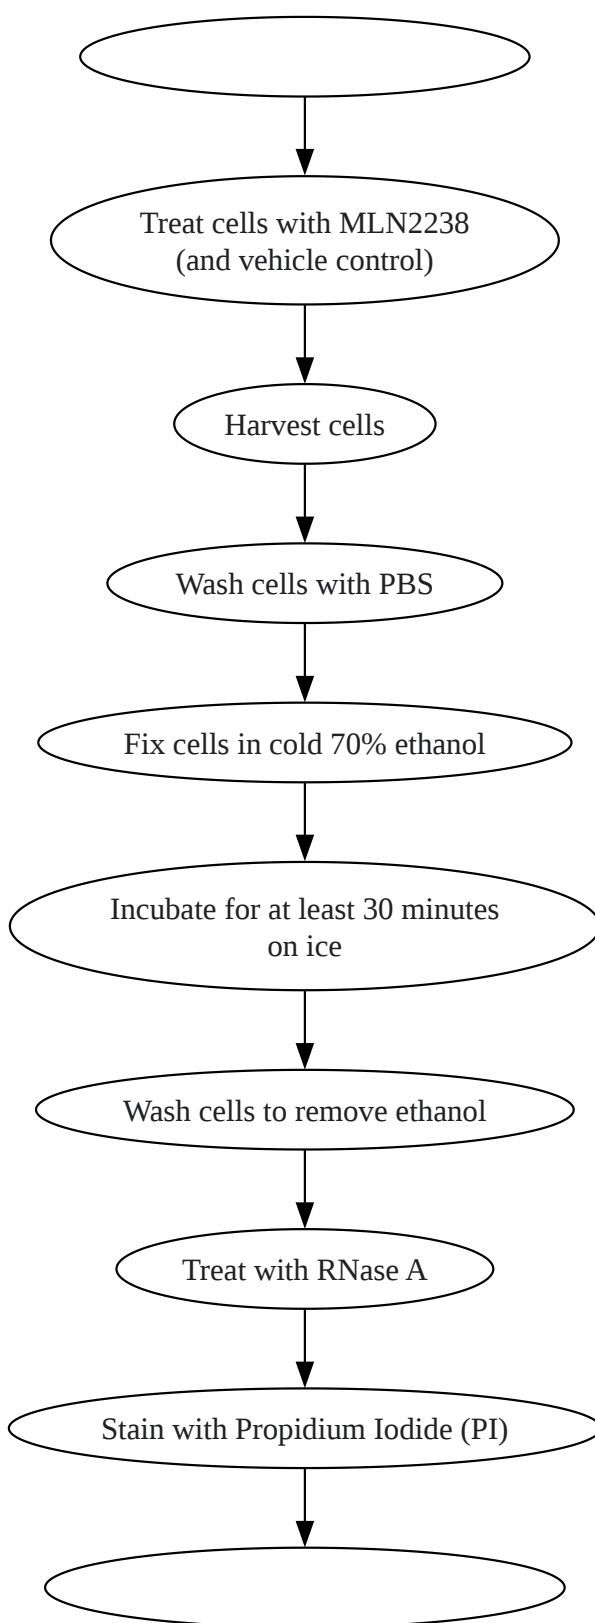 Treat cells with MLN2238
(and vehicle control)
Harvest cells
Wash cells with PBS
Fix cells in cold 70% ethanol
Incubate for at least 30 minutes
on ice
Wash cells to remove ethanol
Treat with RNase A
Stain with Propidium Iodide (PI)